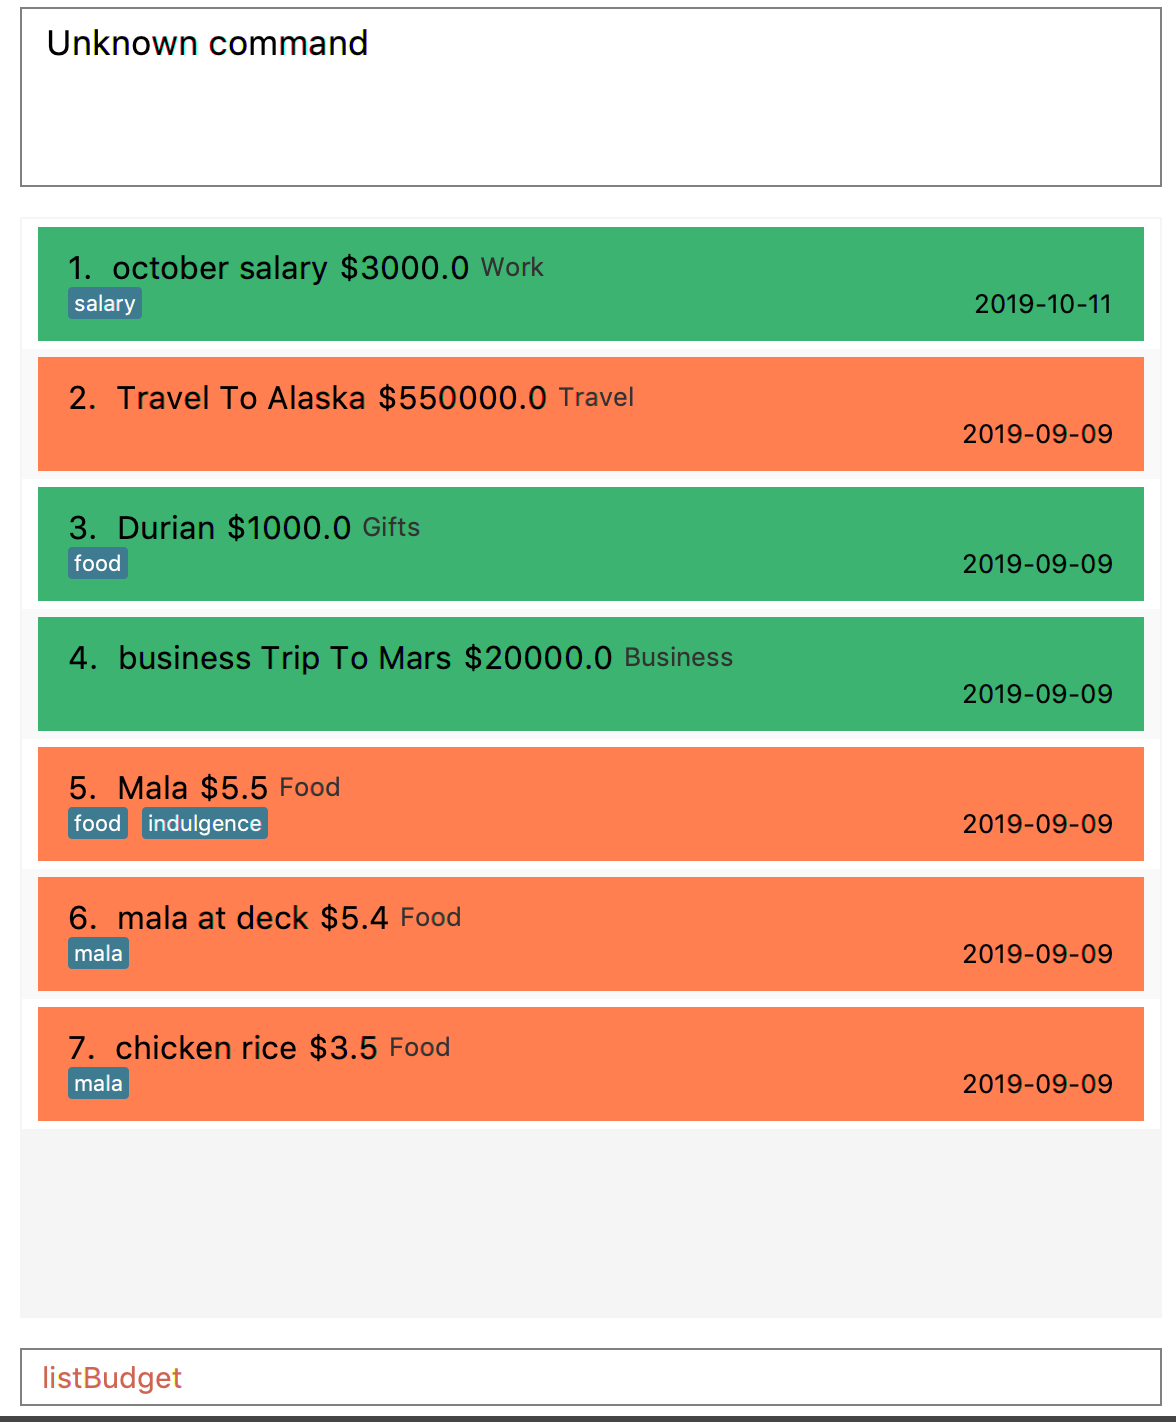 Unknown command
1. october salary $3000.0 Work
salary 2019-10-11
2. Travel To Alaska $550000.0 Travel
2019-09-09
3. Durian $1000.0 Gifts
food 2019-09-09
4. business Trip To Mars $20000.0 Business
2019-09-09
5. Mala $5.5 Food
food indulgence 2019-09-09
6. mala at deck $5.4 Food
mala 2019-09-09
7. chicken rice $3.5 Food
mala 2019-09-09
listBudget